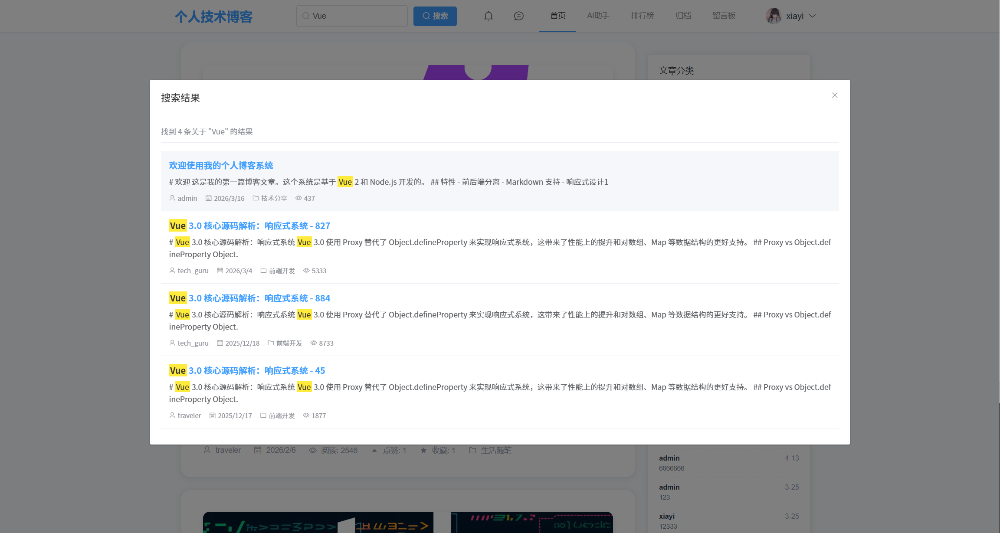 个人技术博客
Vue
搜索
首页
AI助手
排行榜
归档
留言板
xiayi
文章分类
搜索结果
找到 4 条关于 "Vue" 的结果
欢迎使用我的个人博客系统
# 欢迎 这是我的第一篇博客文章。这个系统是基于 Vue 2 和 Node.js 开发的。 ## 特性 - 前后端分离 - Markdown 支持 - 响应式设计1
admin 2026/3/16 技术分享 437
Vue 3.0 核心源码解析：响应式系统 - 827
# Vue 3.0 核心源码解析：响应式系统 Vue 3.0 使用 Proxy 替代了 Object.defineProperty 来实现响应式系统，这带来了性能上的提升和对数组、Map 等数据结构的更好支持。 ## Proxy vs Object.def
ineProperty Object.
tech_guru 2026/3/4 前端开发 5333
Vue 3.0 核心源码解析：响应式系统 - 884
# Vue 3.0 核心源码解析：响应式系统 Vue 3.0 使用 Proxy 替代了 Object.defineProperty 来实现响应式系统，这带来了性能上的提升和对数组、Map 等数据结构的更好支持。 ## Proxy vs Object.def
ineProperty Object.
tech_guru 2025/12/18 前端开发 8733
Vue 3.0 核心源码解析：响应式系统 - 45
# Vue 3.0 核心源码解析：响应式系统 Vue 3.0 使用 Proxy 替代了 Object.defineProperty 来实现响应式系统，这带来了性能上的提升和对数组、Map 等数据结构的更好支持。 ## Proxy vs Object.def
ineProperty Object.
traveler 2025/12/17 前端开发 1877
traveler 2026/2/6 阅读: 2546 点赞: 1 收藏: 1 生活随笔
admin 4-13
6666666
admin 3-25
123
xiayi 3-25
12333